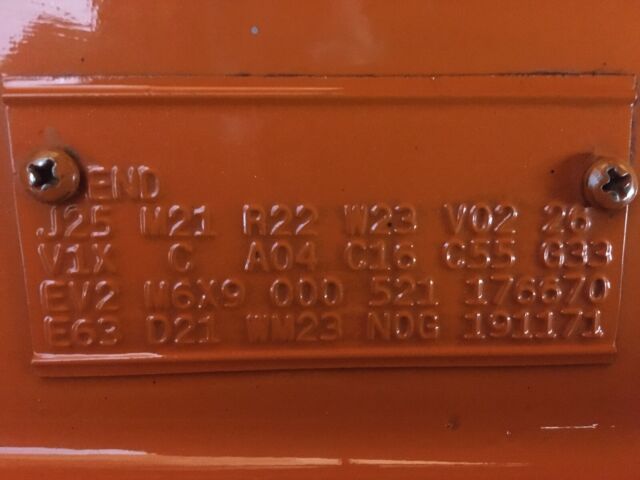 END
J25 M21 R22 W23 V02 26
V1X C A04 C16 C55 G33
EV2 M6X9 000 521 176670
E63 D21 WM23 N0G 191171